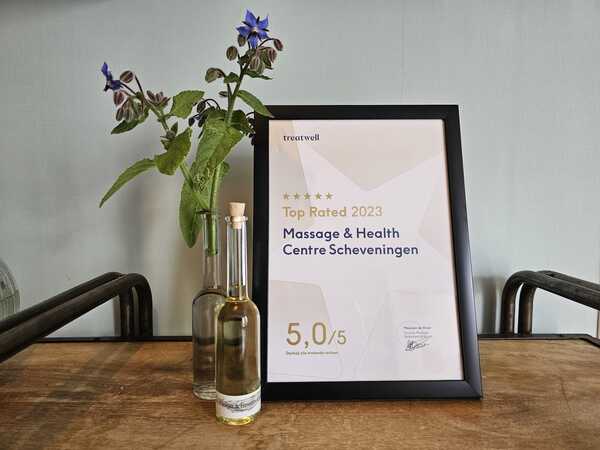 treatwell
★★★★★
Top Rated 2023
Massage & Health
Centre Scheveningen
5,0/5